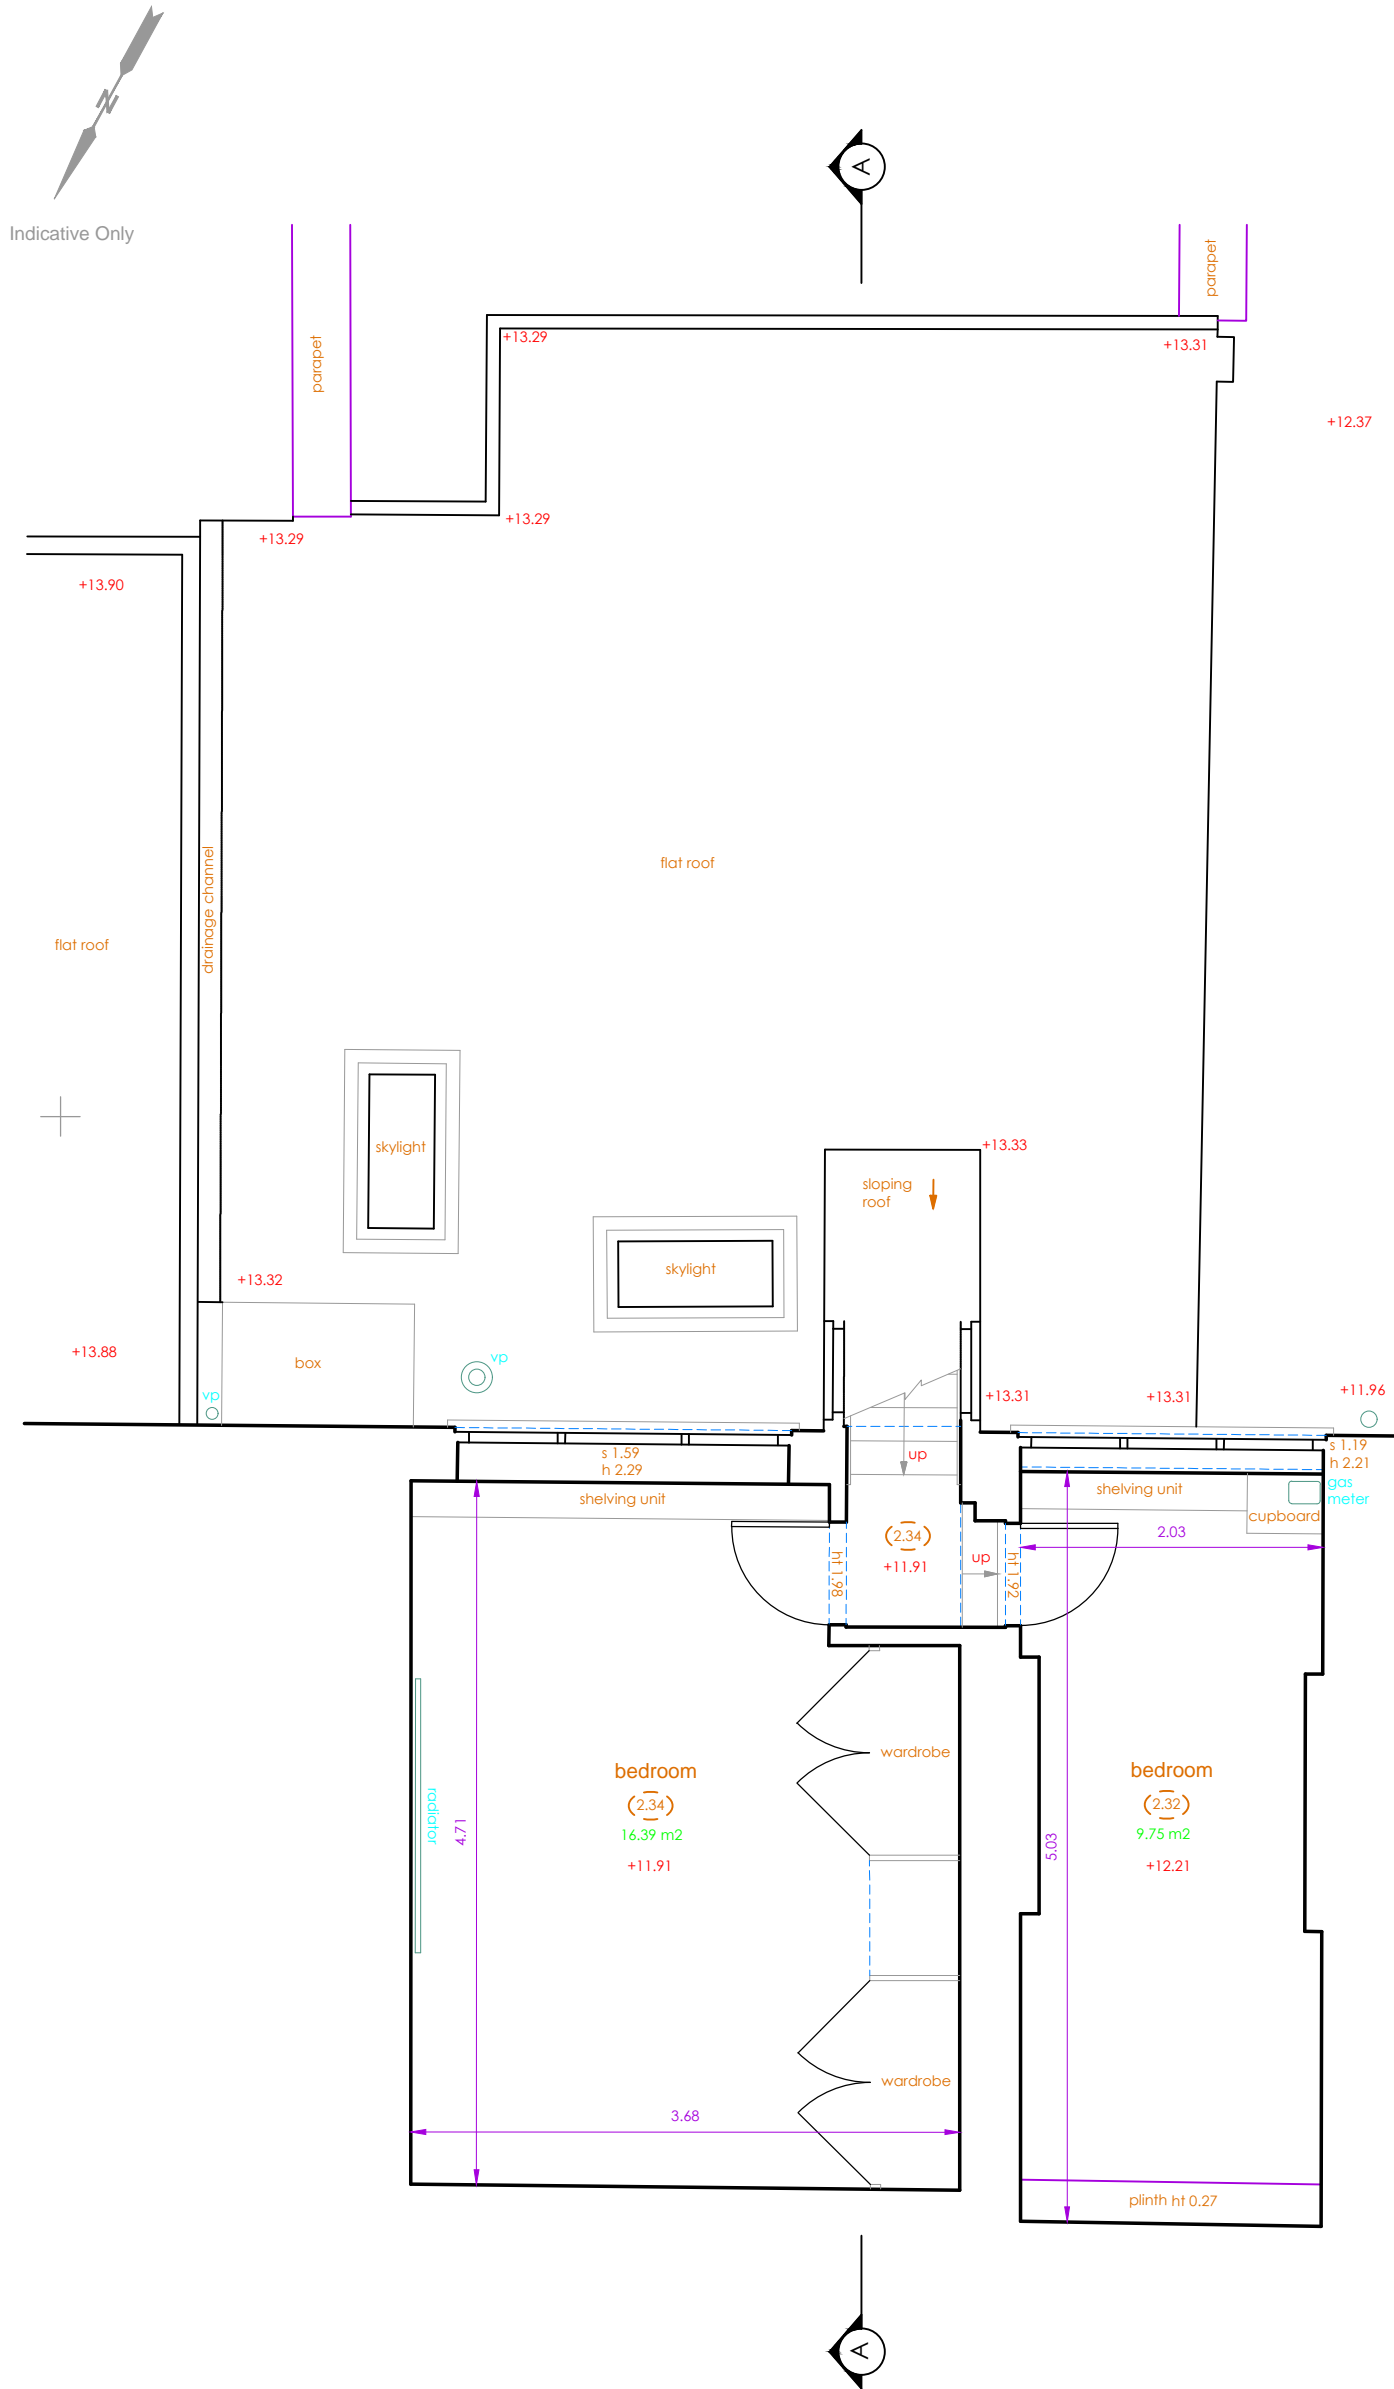 N
Indicative Only
A
parapet
parapet
+13.29
+13.31
+12.37
+13.29
+13.29
+13.90
flat roof
drainage channel
flat roof
skylight
+13.33
sloping
roof
skylight
+13.32
+13.88
box
vp
vp
+13.31
+13.31
+11.96
s 1.59
h 2.29
up
s 1.19
h 2.21
shelving unit
shelving unit
gas
meter
cupboard
(2.34)
+11.91
ht 1.98
up
ht 1.92
2.03
wardrobe
bedroom
(2.34)
16.39 m2
+11.91
radiator
4.71
bedroom
(2.32)
9.75 m2
+12.21
5.03
wardrobe
3.68
plinth ht 0.27
A